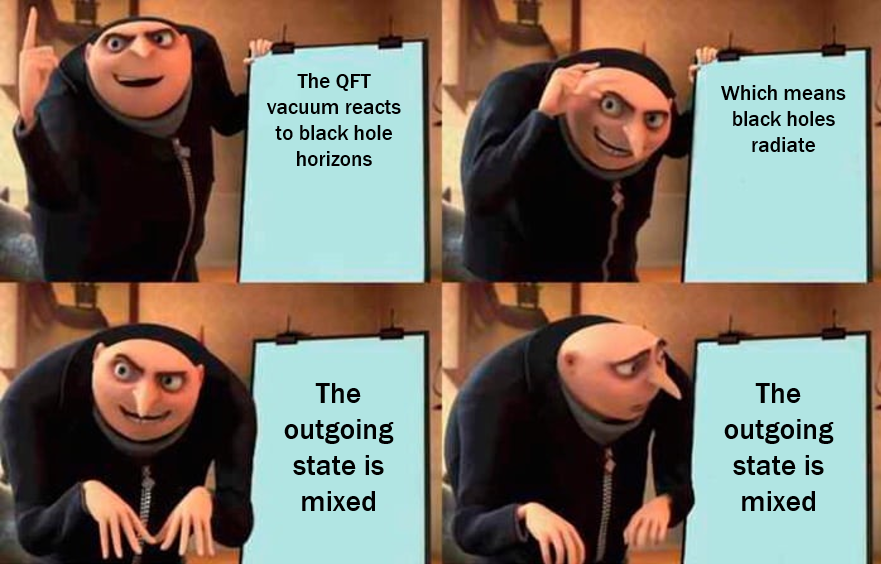 The QFT
vacuum reacts
to black hole
horizons
Which means
black holes
radiate
The
outgoing
state is
mixed
The
outgoing
state is
mixed